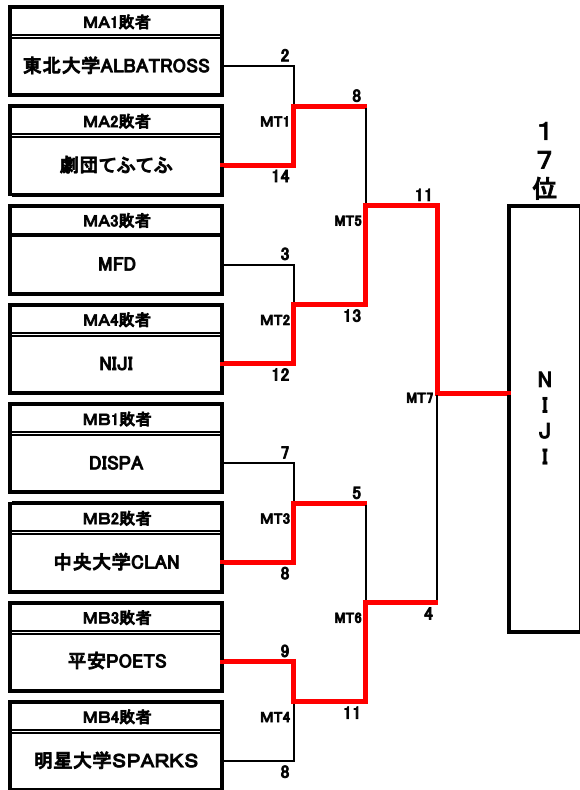 MA1敗者
東北大学ALBATROSS
MA2敗者
劇団てふてふ
MA3敗者
MFD
MA4敗者
NIJI
MB1敗者
DISPA
MB2敗者
中央大学CLAN
MB3敗者
平安POETS
MB4敗者
明星大学SPARKS
2
MT1
14
3
MT2
12
7
MT3
8
9
MT4
8
8
MT5
13
5
MT6
11
11
MT7
4
17位
NIJI